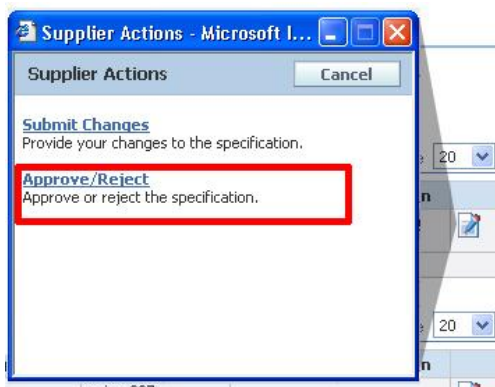 Supplier Actions - Microsoft I...
Supplier Actions
Cancel
Submit Changes
Provide your changes to the specification.
20
Approve/Reject
Approve or reject the specification.
n
20
n